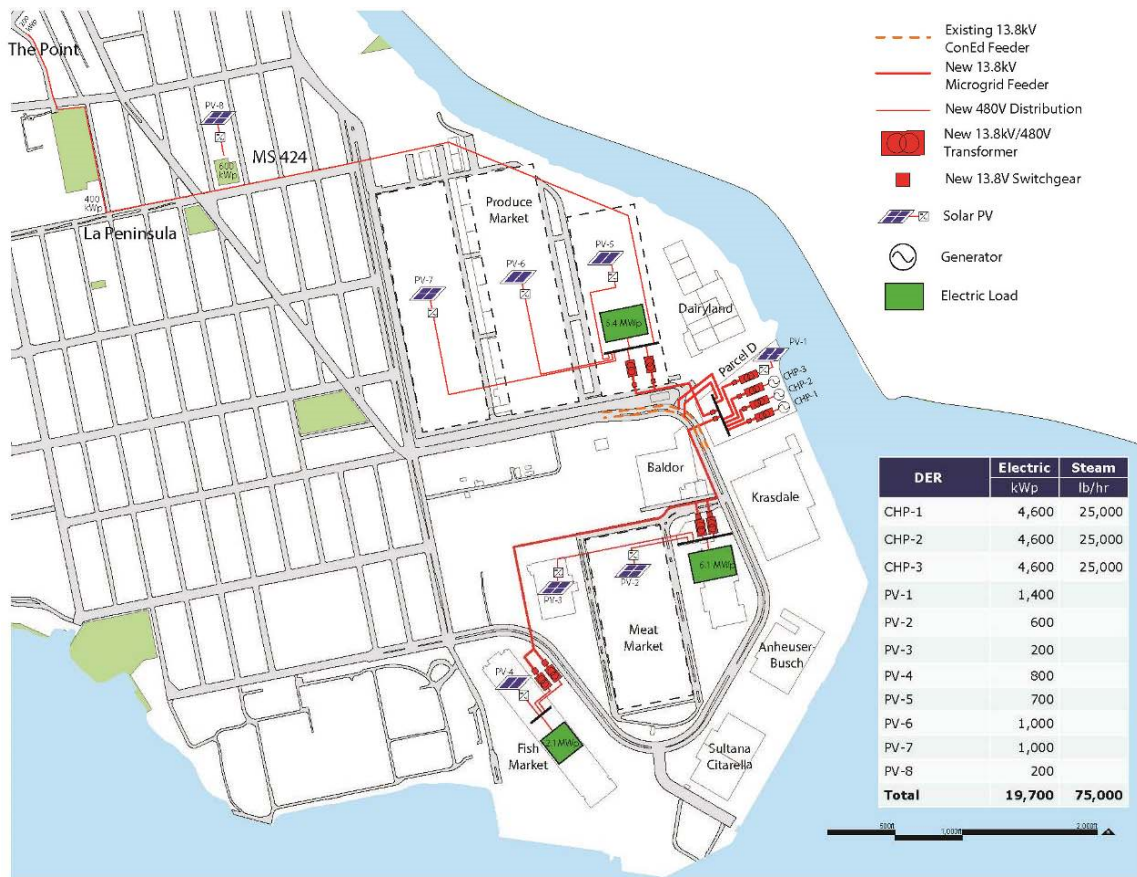 200
kWp
The Point
PV-8
600
kWp
MS 424
400
kWp
La Peninsula
Produce
Market
PV-5
PV-6
PV-7
5.4 MWp
Dairyland
Parcel D
PV-1
CHP-3
CHP-2
CHP-1
Baldor
Krasdale
6.1 MWp
PV-2
PV-3
Meat
Market
PV-4
2.1 MWp
Fish
Market
Anheuser-
Busch
Sultana
Citarella
Existing 13.8kV
ConEd Feeder
New 13.8kV
Microgrid Feeder
New 480V Distribution
New 13.8kV/480V
Transformer
New 13.8V Switchgear
Solar PV
Generator
Electric Load
DER Electric Steam
kWp lb/hr
CHP-1 4,600 25,000
CHP-2 4,600 25,000
CHP-3 4,600 25,000
PV-1 1,400
PV-2 600
PV-3 200
PV-4 800
PV-5 700
PV-6 1,000
PV-7 1,000
PV-8 200
Total 19,700 75,000
500ft
1,000ft
2,000ft